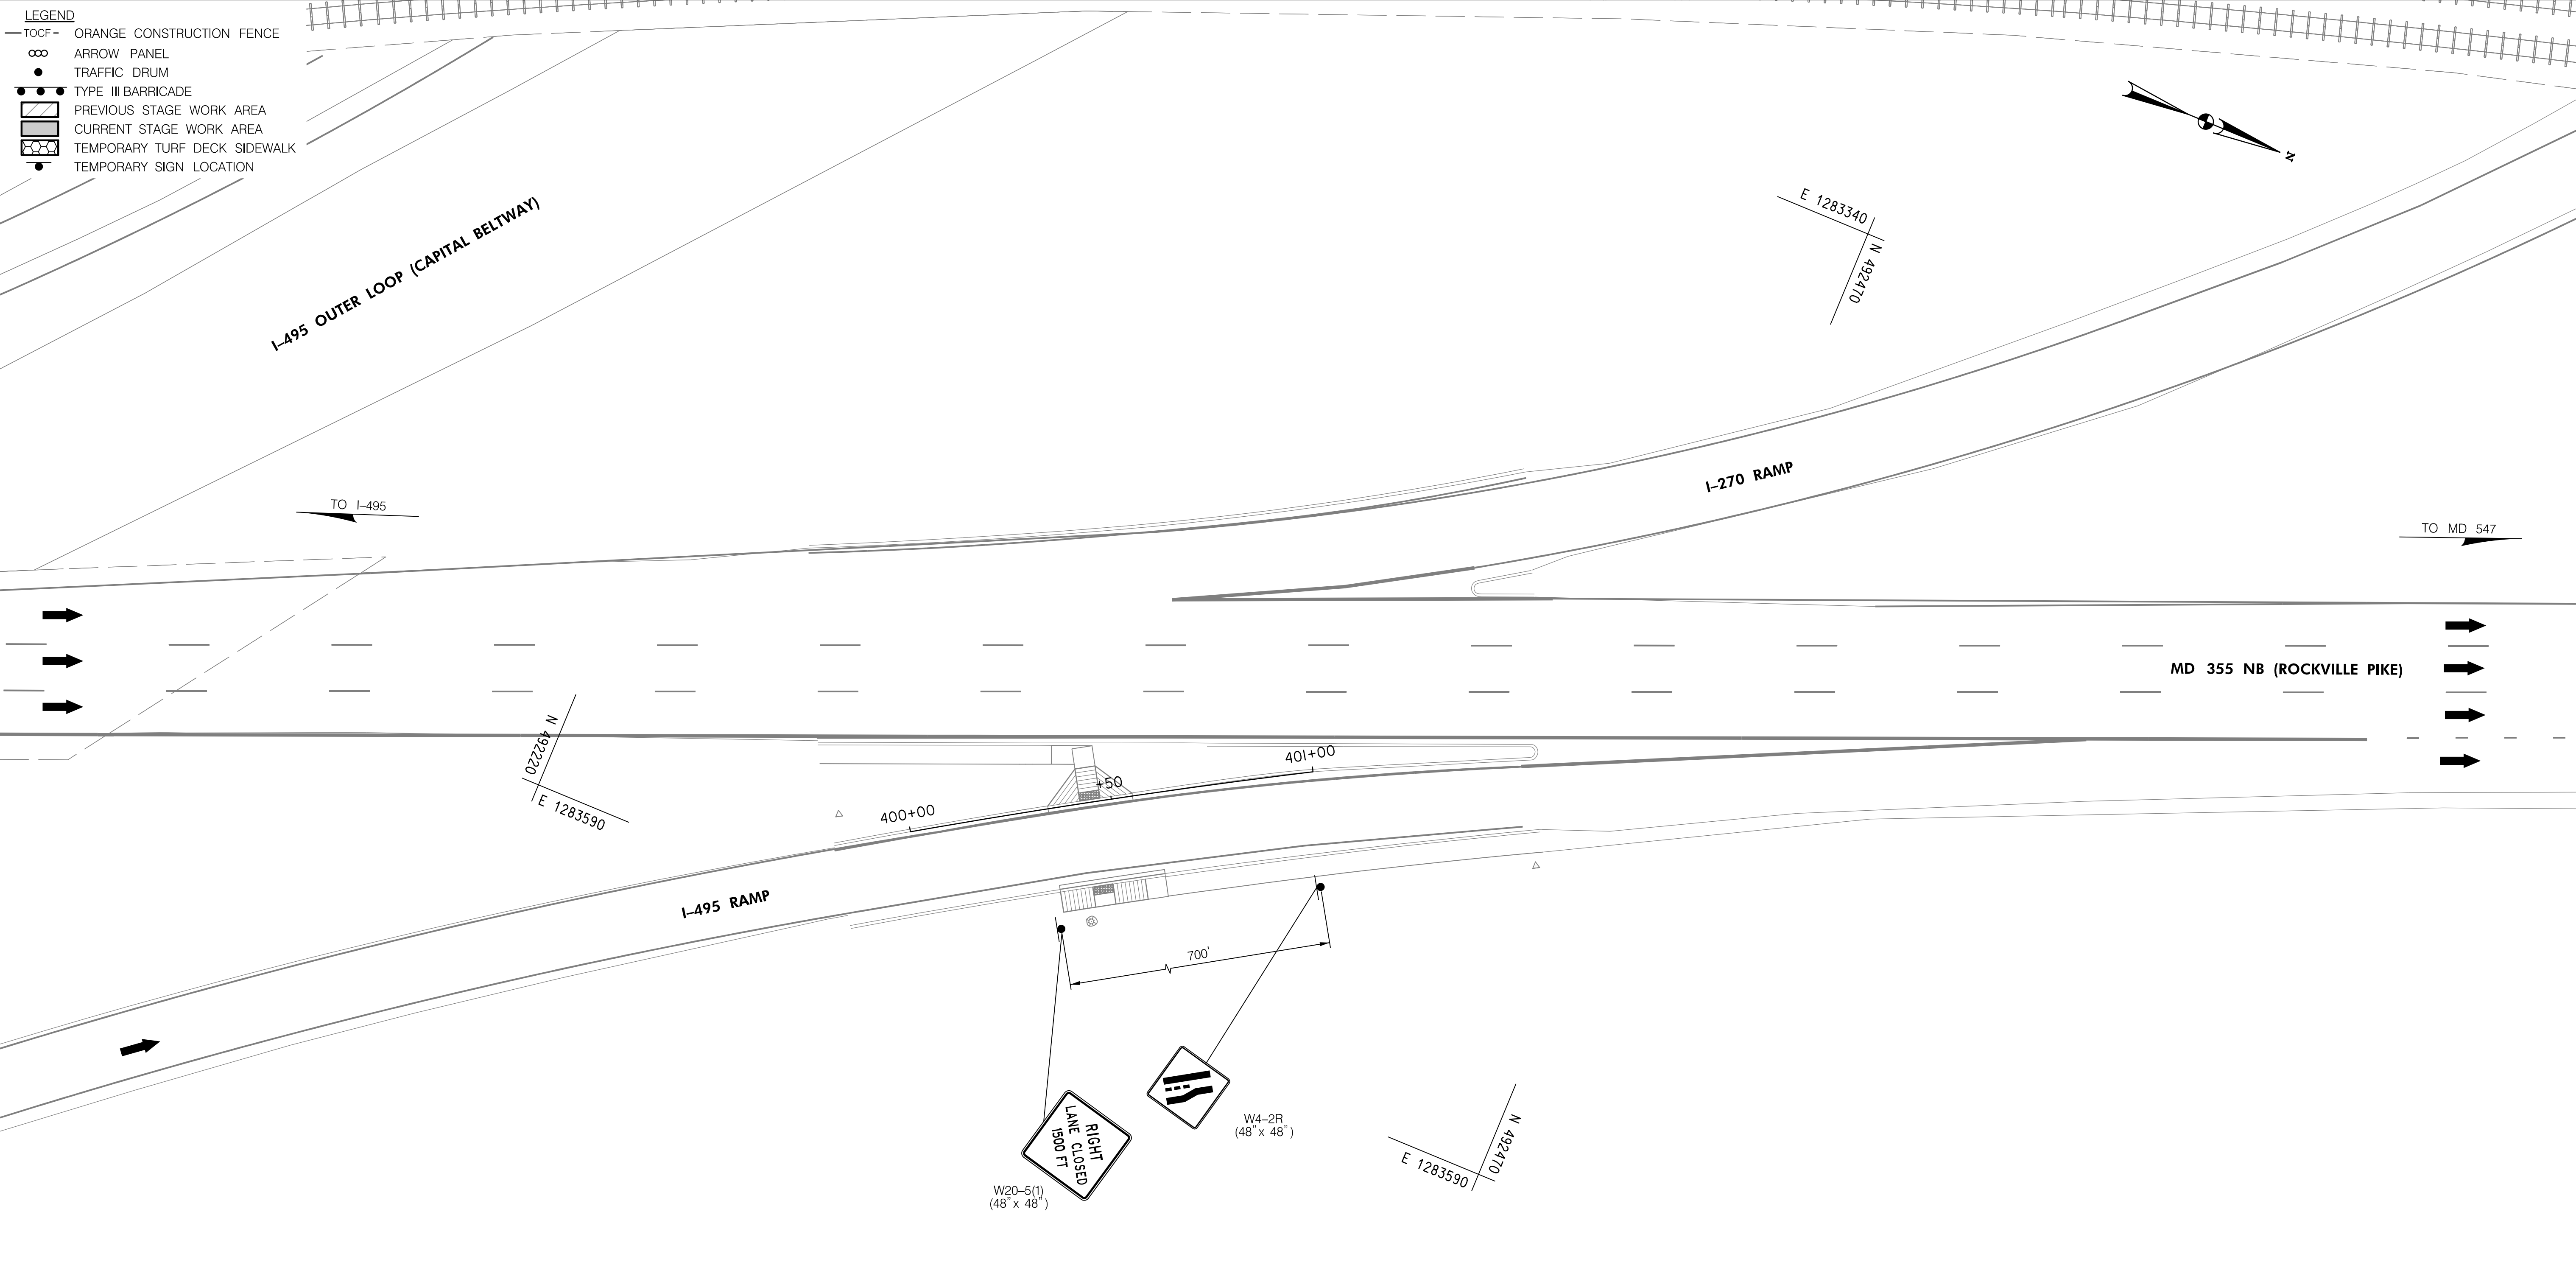 LEGEND
TOCF ORANGE CONSTRUCTION FENCE
ARROW PANEL
TRAFFIC DRUM
TYPE III BARRICADE
PREVIOUS STAGE WORK AREA
CURRENT STAGE WORK AREA
TEMPORARY TURF DECK SIDEWALK
TEMPORARY SIGN LOCATION
N
I-495 OUTER LOOP (CAPITAL BELTWAY)
E 1283340
N 492470
I-270 RAMP
TO I-495
TO MD 547
MD 355 NB (ROCKVILLE PIKE)
N 492220
E 1283590
400+00
+50
401+00
I-495 RAMP
700'
RIGHT
LANE CLOSED
1500 FT
W20-5(1)
(48" x 48")
W4-2R
(48" x 48")
N 492470
E 1283590